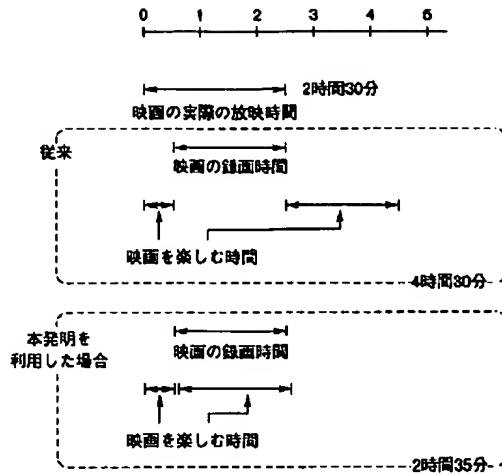 0 1 2 3 4 5
2時間30分
映画の実際の放映時間
従来
映画の録画時間
映画を楽しむ時間
4時間30分
本発明を
利用した場合
映画の録画時間
映画を楽しむ時間
2時間35分